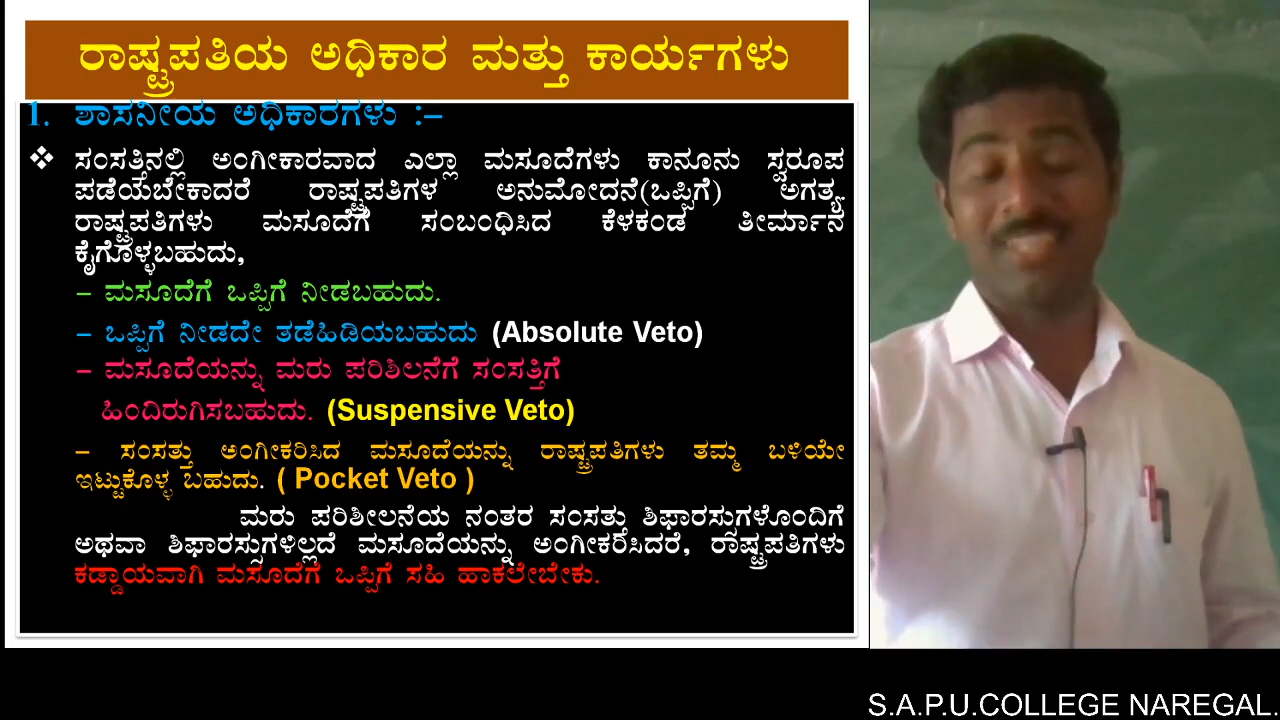 ರಾಷ್ಟ್ರಪತಿಯ ಅಧಿಕಾರ ಮತ್ತು ಕಾರ್ಯಗಳು
1. ಶಾಸನೀಯ ಅಧಿಕಾರಗಳು :–
❖ ಸಂಸತ್ತಿನಲ್ಲಿ ಅಂಗೀಕಾರವಾದ ಎಲ್ಲಾ ಮಸೂದೆಗಳು ಕಾನೂನು ಸ್ವರೂಪ
ಪಡೆಯಬೇಕಾದರೆ ರಾಷ್ಟ್ರಪತಿಗಳ ಅನುಮೋದನೆ(ಒಪ್ಪಿಗೆ) ಅಗತ್ಯ.
ರಾಷ್ಟ್ರಪತಿಗಳು ಮಸೂದೆಗೆ ಸಂಬಂಧಿಸಿದ ಕೆಳಕಂಡ ತೀರ್ಮಾನ
ಕೈಗೊಳ್ಳಬಹುದು,
– ಮಸೂದೆಗೆ ಒಪ್ಪಿಗೆ ನೀಡಬಹುದು.
– ಒಪ್ಪಿಗೆ ನೀಡದೇ ತಡೆಹಿಡಿಯಬಹುದು (Absolute Veto)
– ಮಸೂದೆಯನ್ನು ಮರು ಪರಿಶಿಲನೆಗೆ ಸಂಸತ್ತಿಗೆ
ಹಿಂದಿರುಗಿಸಬಹುದು. (Suspensive Veto)
– ಸಂಸತ್ತು ಅಂಗೀಕರಿಸಿದ ಮಸೂದೆಯನ್ನು ರಾಷ್ಟ್ರಪತಿಗಳು ತಮ್ಮ ಬಳಿಯೇ
ಇಟ್ಟುಕೊಳ್ಳ ಬಹುದು. ( Pocket Veto )
ಮರು ಪರಿಶೀಲನೆಯ ನಂತರ ಸಂಸತ್ತು ಶಿಫಾರಸ್ಸುಗಳೊಂದಿಗೆ
ಅಥವಾ ಶಿಫಾರಸ್ಸುಗಳಿಲ್ಲದೆ ಮಸೂದೆಯನ್ನು ಅಂಗೀಕರಿಸಿದರೆ, ರಾಷ್ಟ್ರಪತಿಗಳು
ಕಡ್ಡಾಯವಾಗಿ ಮಸೂದೆಗೆ ಒಪ್ಪಿಗೆ ಸಹಿ ಹಾಕಲೇಬೇಕು.
S.A.P.U.COLLEGE NAREGAL.